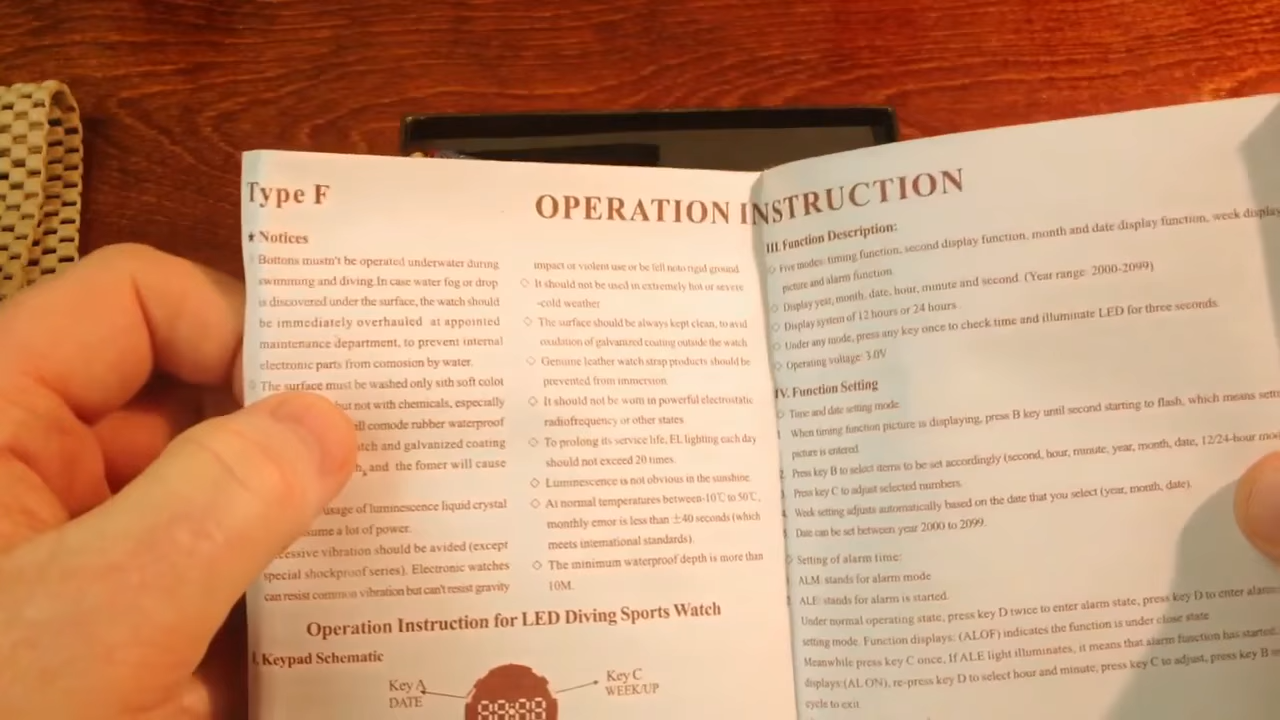 Type F
OPERATION INSTRUCTION
★Notices
Bottons mustn't be operated underwater during
swimming and diving.In case water fog or drop
is discovered under the surface, the watch should
be immediately overhauled at appointed
maintenance department, to prevent internal
electronic parts from comosion by water.
◇ The surface must be washed only sith soft colot
but not with chemicals, especially
comode rubber waterproof
and galvanized coating
and the fomer will cause
usage of luminescence liquid crystal
a lot of power.
vibration should be avided (except
special shockproof series). Electronic watches
can resist common vibration but can't resist gravity
impact or violent use or be fell noto rigid ground
◇ It should not be used in extremely hot or severe
-cold weather
◇ The surface should be always kept clean, to avoid
oxidation of galvanized coating outside the watch
◇ Genuine leather watch strap products should be
prevented from immersion
◇ It should not be worn in powerful electrostatic
radiofrequency or other states
◇ To prolong its service life, EL lighting each day
should not exceed 20 times.
◇ Luminescence is not obvious in the sunshine.
◇ At normal temperatures between-10℃ to 50℃,
monthly emor is less than ±40 seconds (which
meets international standards).
◇ The minimum waterproof depth is more than
10M.
Operation Instruction for LED Diving Sports Watch
I. Keypad Schematic
Key A
DATE
Key C
WEEK/UP
88:88
III. Function Description:
◇ Five modes: timing function, second display function, month and date display function, week display
picture and alarm function
◇ Display year, month, date, hour, minute and second. (Year range: 2000-2099)
◇ Display system of 12 hours or 24 hours .
◇ Under any mode, press any key once to check time and illuminate LED for three seconds.
◇ Operating voltage: 3.0V
IV. Function Setting
◇ Time and date setting mode
1 When timing function picture is displaying, press B key until second starting to flash, which means
picture is entered.
2. Press key B to select items to be set accordingly (second, hour, minute, year, month, date, 12/24-hour
3. Press key C to adjust selected numbers.
4. Week setting adjusts automatically based on the date that you select (year, month, date).
5. Date can be set between year 2000 to 2099.
◇ Setting of alarm time:
ALM: stands for alarm mode
ALE: stands for alarm is started.
Under normal operating state, press key D twice to enter alarm state, press key D to enter
setting mode. Function displays: (ALOF) indicates the function is under close state
Meanwhile press key C once, If ALE light illuminates, it means that alarm function has started
displays:(AL ON), re-press key D to select hour and minute, press key C to adjust, press key B
cycle to exit